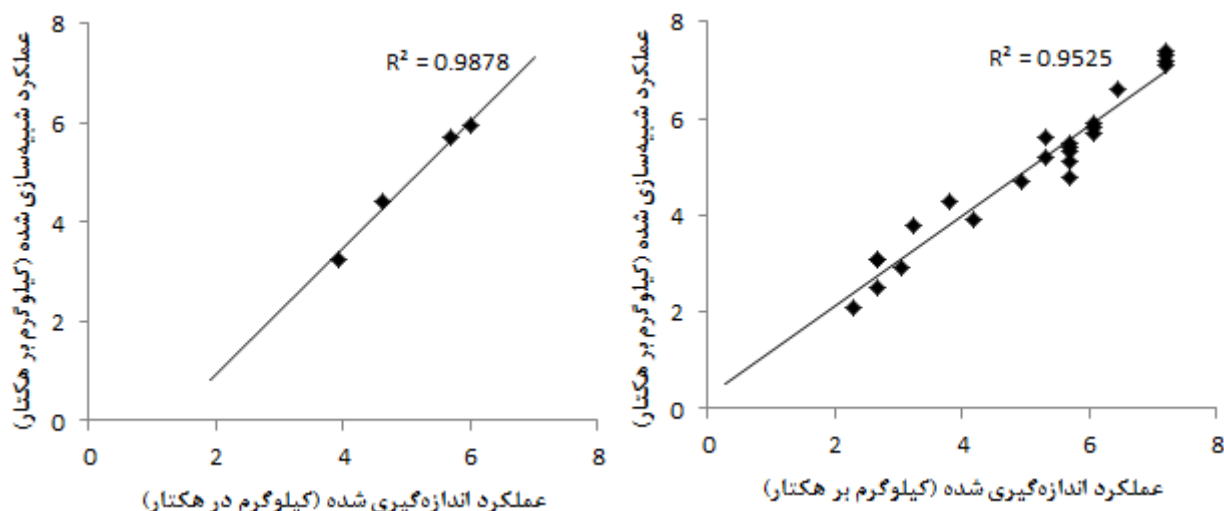 عملکرد شبیه‌سازی شده (کیلوگرم بر هکتار)
8
6
4
2
0
R² = 0.9878
0 2 4 6 8
عملکرد اندازه‌گیری شده (کیلوگرم در هکتار)
عملکرد شبیه‌سازی شده (کیلوگرم بر هکتار)
8
6
4
2
0
R² = 0.9525
0 2 4 6 8
عملکرد اندازه‌گیری شده (کیلوگرم بر هکتار)